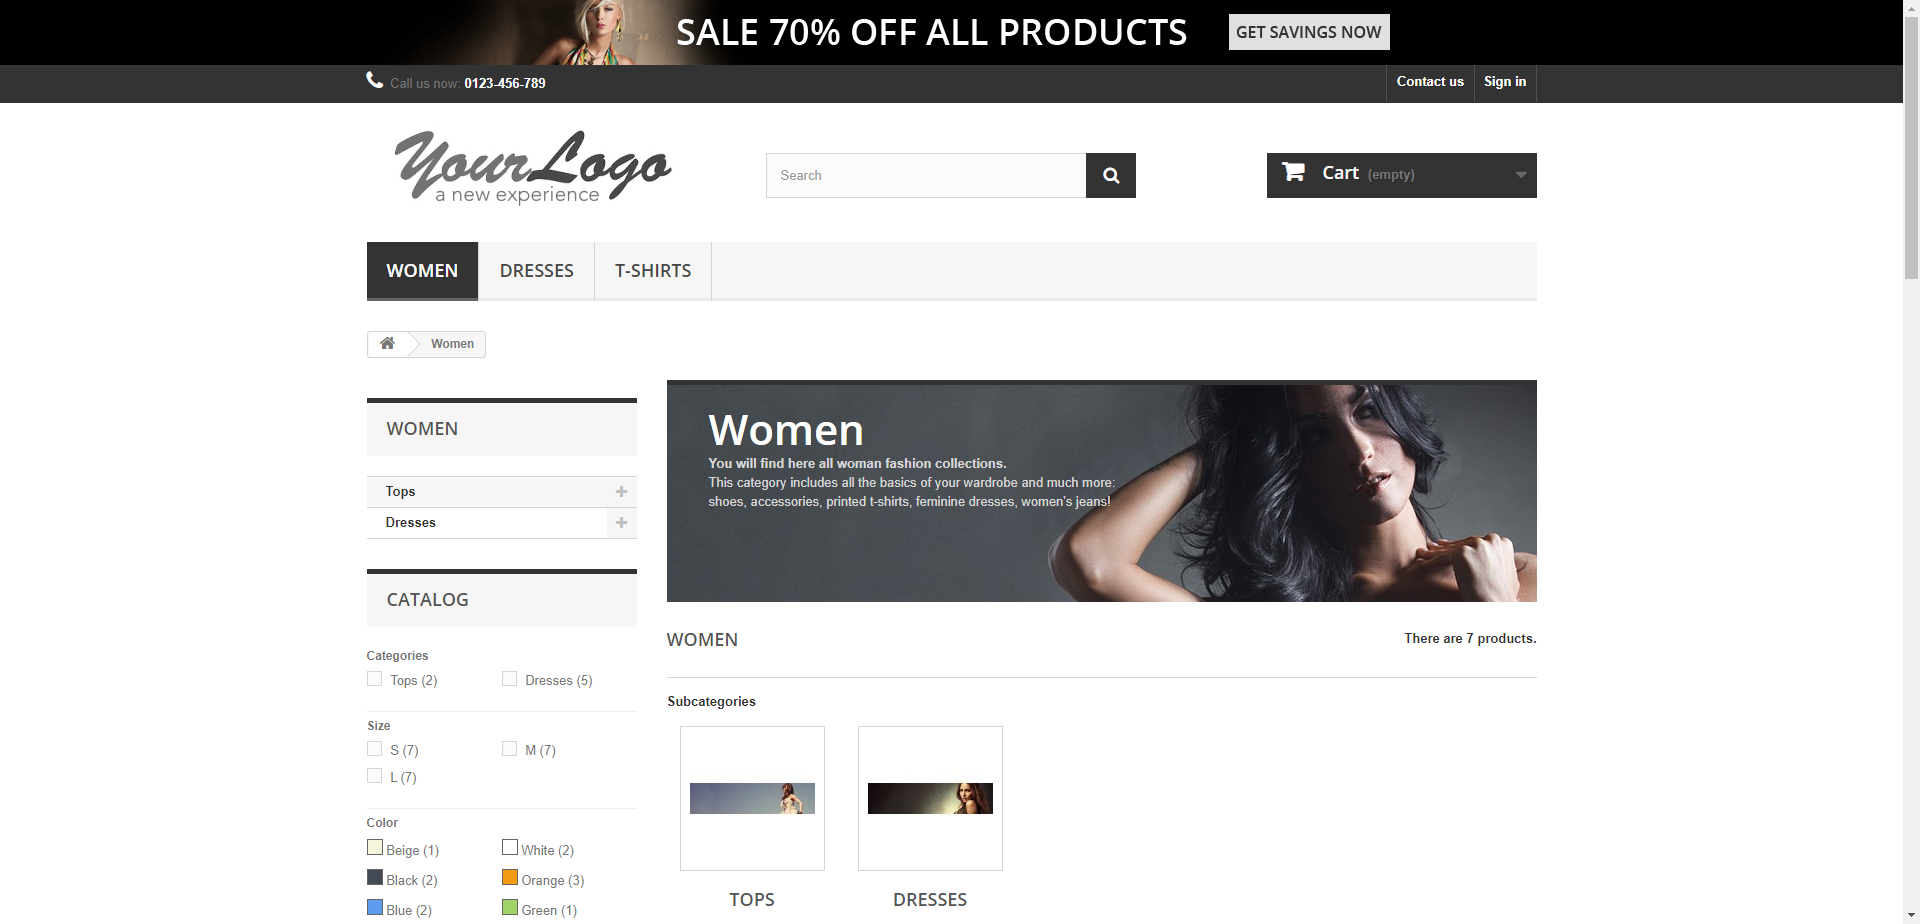 SALE 70% OFF ALL PRODUCTS
GET SAVINGS NOW
Call us now: 0123-456-789
Contact us
Sign in
YourLogo
a new experience
Search
Cart (empty)
WOMEN
DRESSES
T-SHIRTS
Women
WOMEN
Tops
Dresses
CATALOG
Categories
Tops (2)
Dresses (5)
Size
S (7)
M (7)
L (7)
Color
Beige (1)
White (2)
Black (2)
Orange (3)
Blue (2)
Green (1)
Women
You will find here all woman fashion collections.
This category includes all the basics of your wardrobe and much more:
shoes, accessories, printed t-shirts, feminine dresses, women's jeans!
WOMEN
There are 7 products.
Subcategories
TOPS
DRESSES